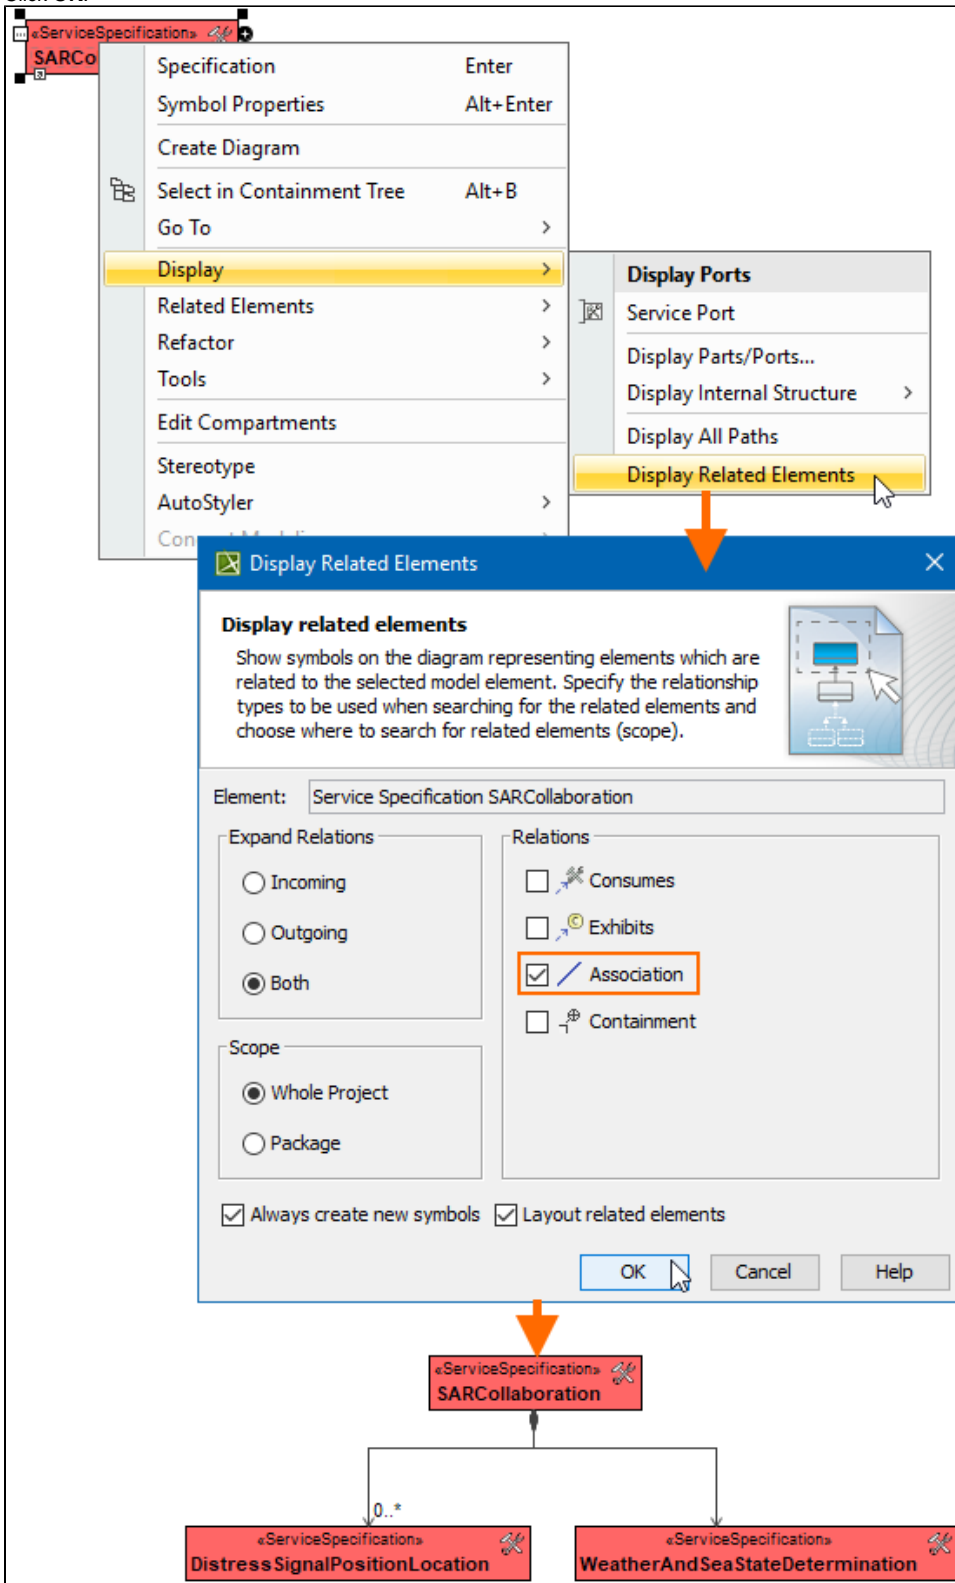 «ServiceSpecification»
SARCo
Specification Enter
Symbol Properties Alt+Enter
Create Diagram
Select in Containment Tree Alt+B
Go To
Display
Related Elements
Refactor
Tools
Edit Compartments
Stereotype
AutoStyler
Display Ports
Service Port
Display Parts/Ports...
Display Internal Structure
Display All Paths
Display Related Elements
Display Related Elements
Display related elements
Show symbols on the diagram representing elements which are
related to the selected model element. Specify the relationship
types to be used when searching for the related elements and
choose where to search for related elements (scope).
Element: Service Specification SARCollaboration
Expand Relations
Incoming
Outgoing
Both
Scope
Whole Project
Package
Relations
Consumes
Exhibits
Association
Containment
Always create new symbols Layout related elements
OK Cancel Help
«ServiceSpecification»
SARCollaboration
0..*
«ServiceSpecification»
DistressSignalPositionLocation
«ServiceSpecification»
WeatherAndSeaStateDetermination